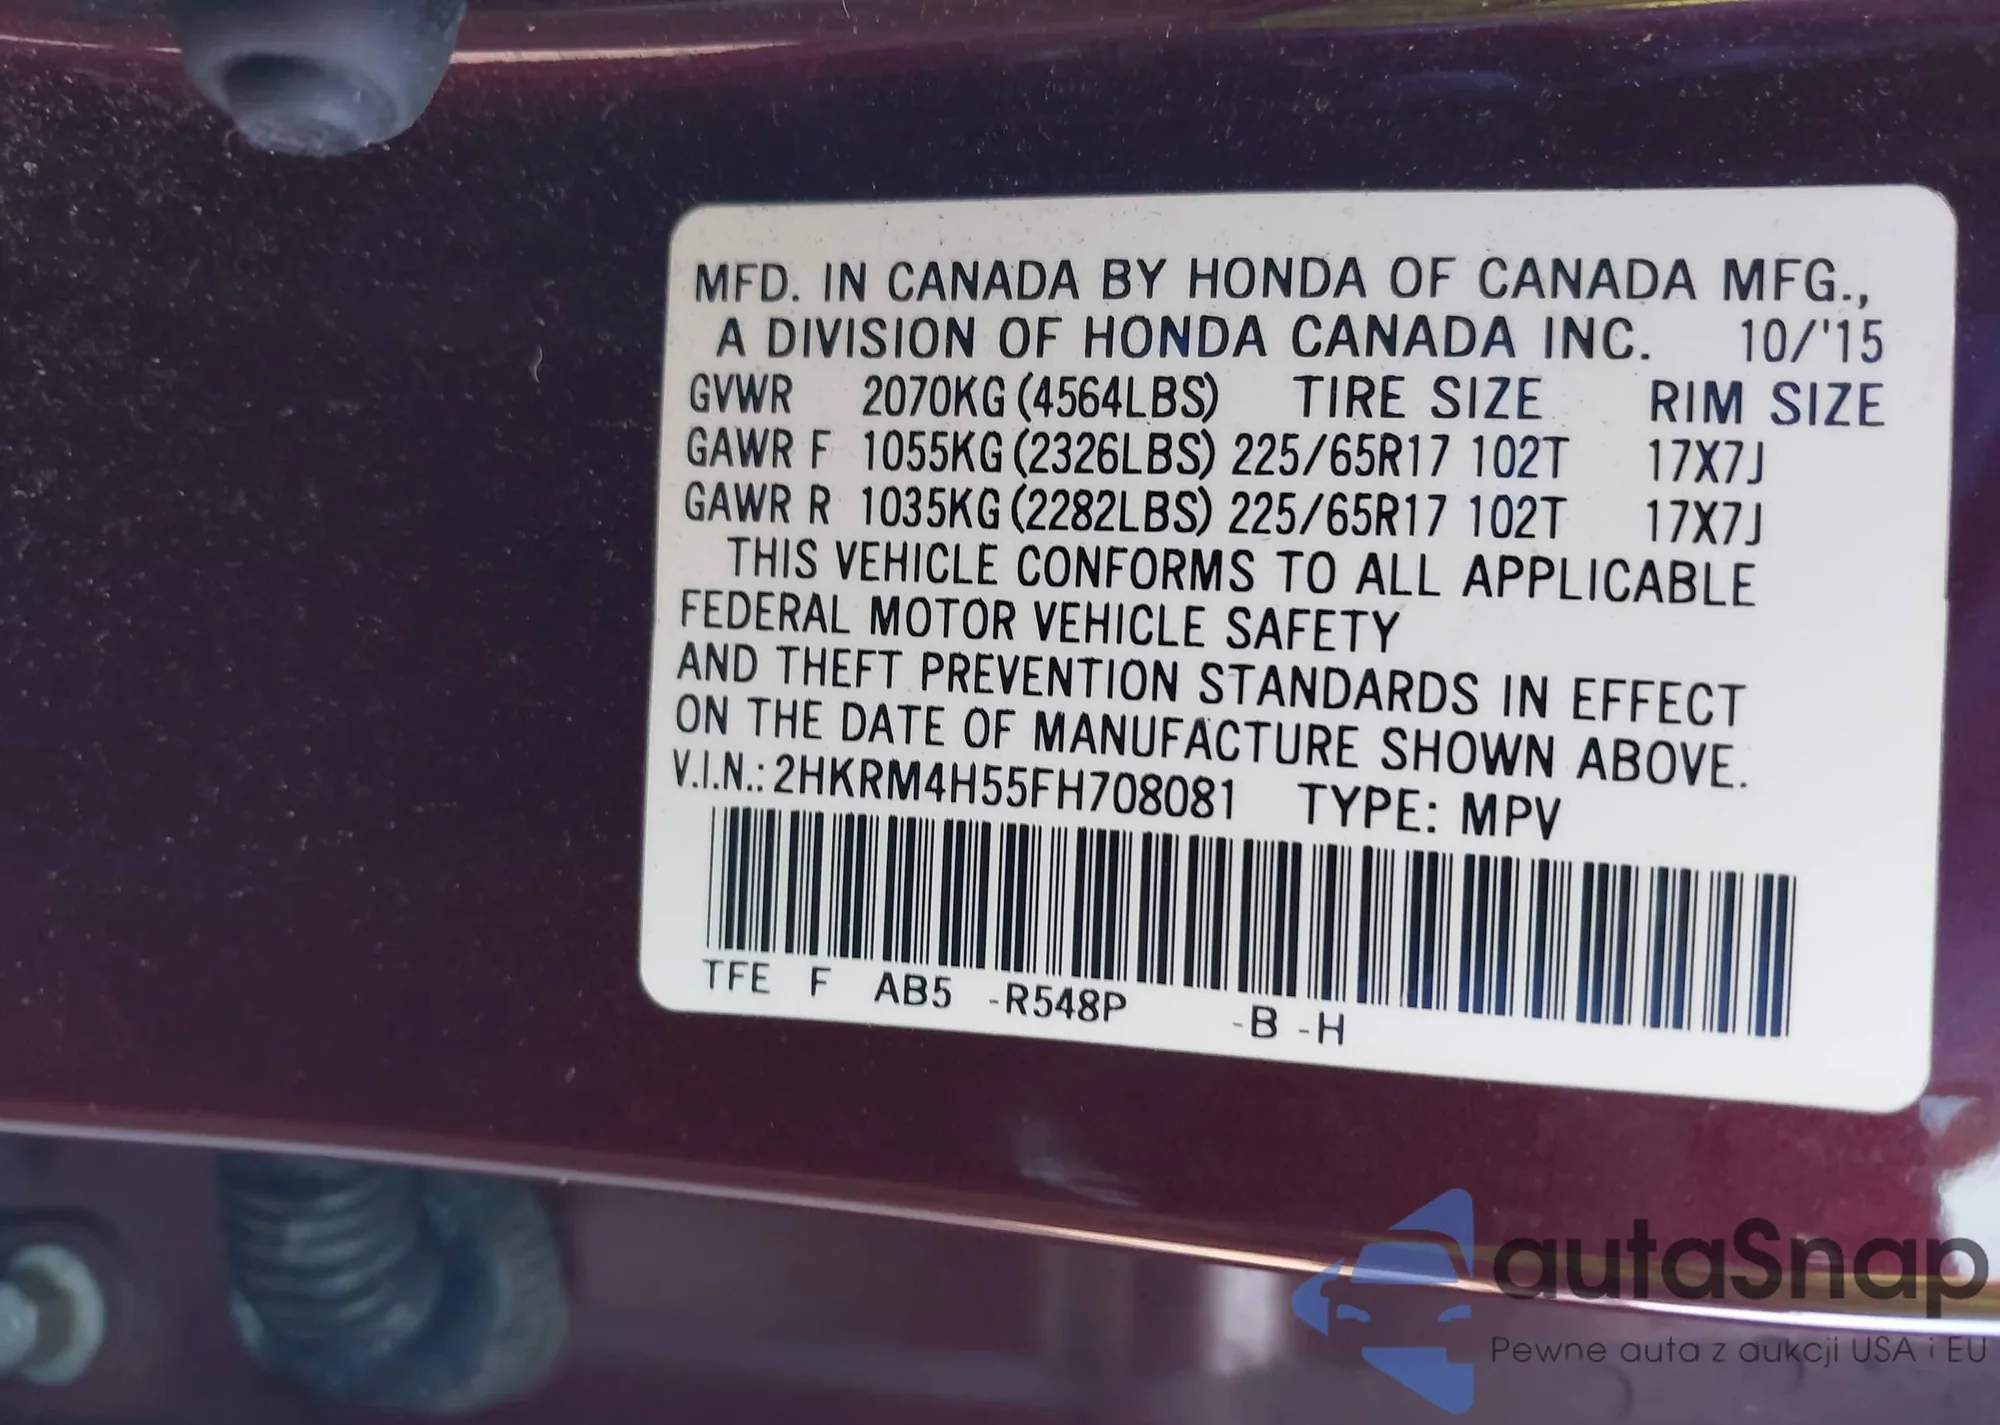 MFD. IN CANADA BY HONDA OF CANADA MFG.,
A DIVISION OF HONDA CANADA INC. 10/'15
GVWR 2070KG (4564LBS) TIRE SIZE RIM SIZE
GAWR F 1055KG (2326LBS) 225/65R17 102T 17X7J
GAWR R 1035KG (2282LBS) 225/65R17 102T 17X7J
THIS VEHICLE CONFORMS TO ALL APPLICABLE
FEDERAL MOTOR VEHICLE SAFETY
AND THEFT PREVENTION STANDARDS IN EFFECT
ON THE DATE OF MANUFACTURE SHOWN ABOVE.
V.I.N.: 2HKRM4H55FH708081 TYPE: MPV
TFE F AB5 -R548P -B -H
autaSnap
Pewne auta z aukcji USA i EU